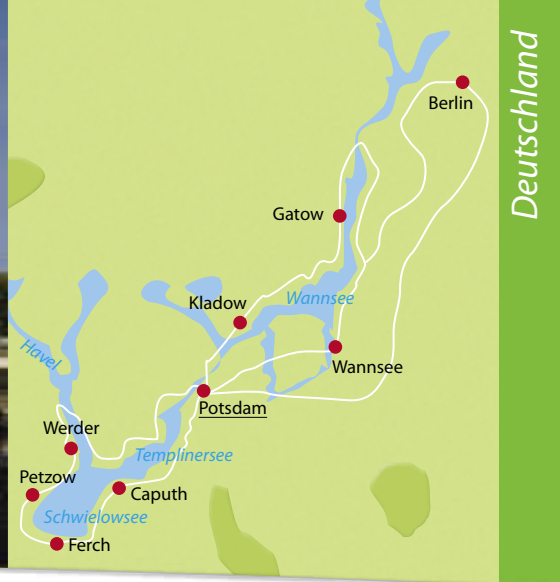 Deutschland
Berlin
Gatow
Kladow
Wannsee
Havel
Wannsee
Potsdam
Werder
Templinersee
Petzow
Caputh
Schwielowsee
Ferch